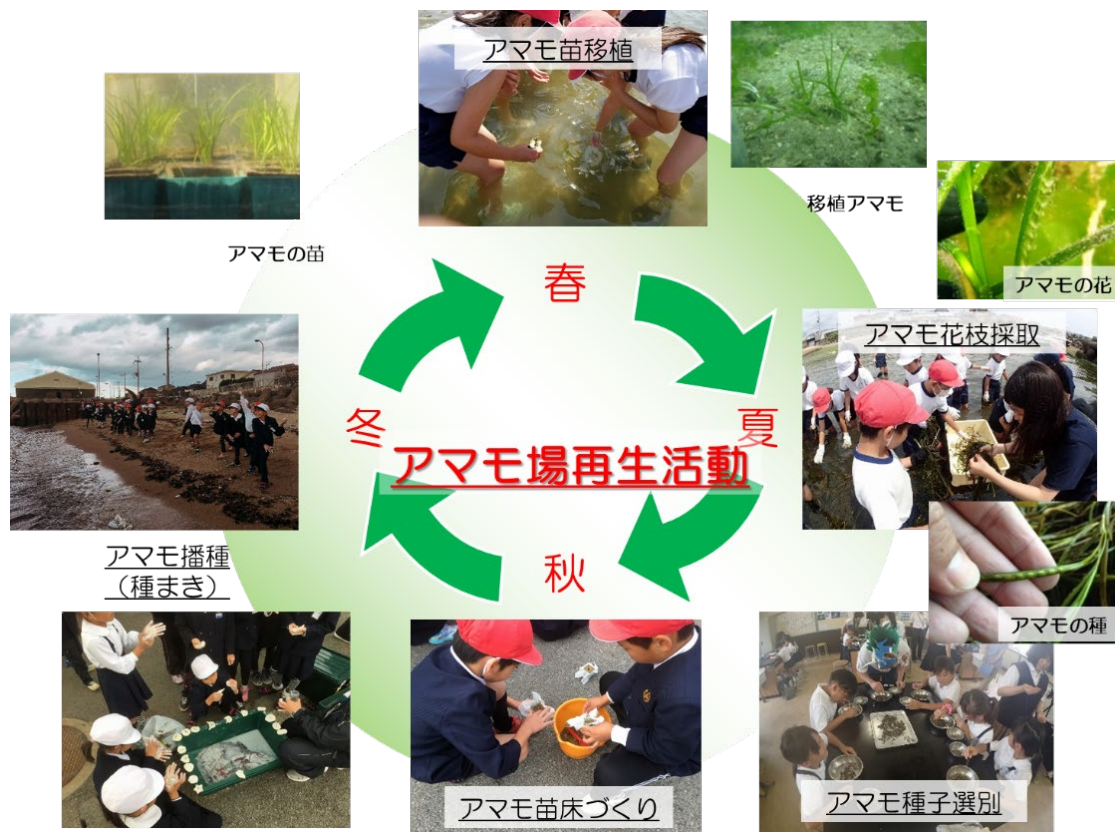 アマモ苗移植
移植アマモ
アマモの苗
アマモの花
春
アマモ花枝採取
冬
夏
アマモ場再生活動
秋
アマモ播種
（種まき）
アマモの種
アマモ苗床づくり
アマモ種子選別